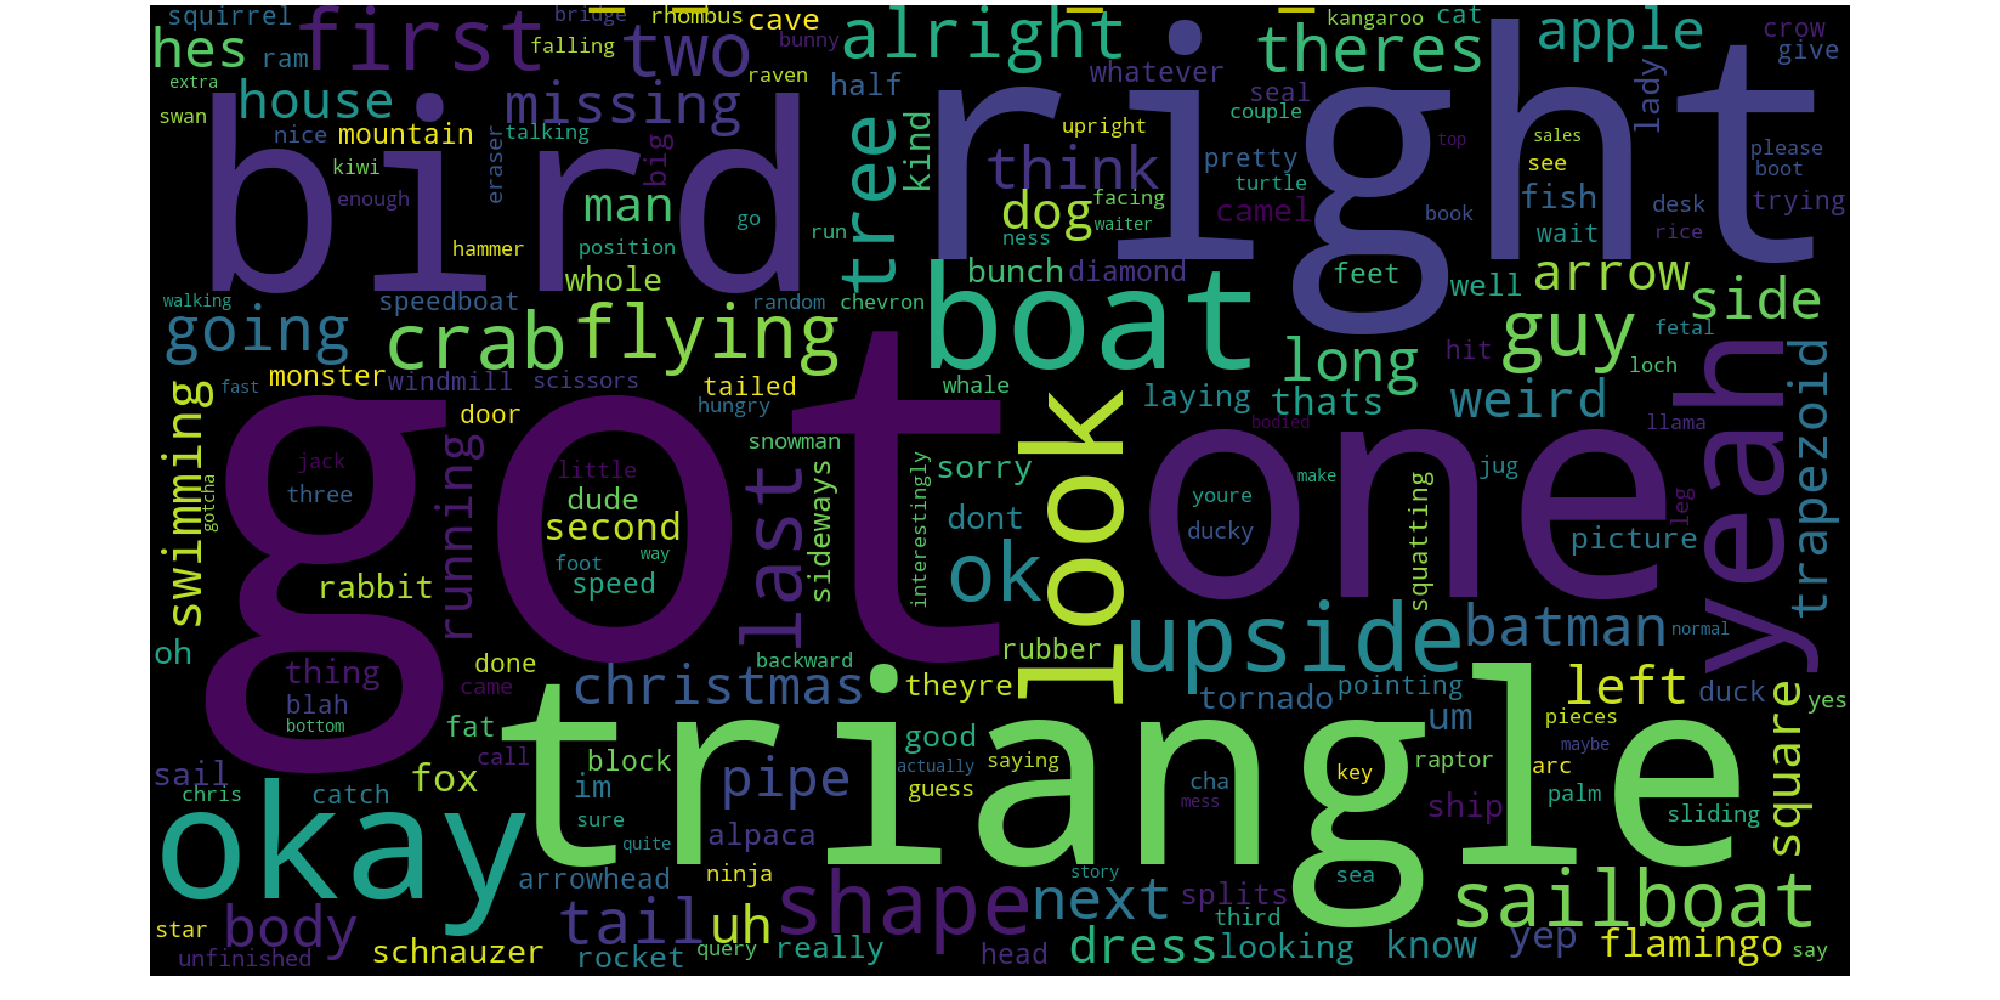 squirrel
bridge
rhombus
cave
kangaroo
cat
crow
hes
first
falling
two
bunny
alright
theres
apple
give
ram
extra
raven
whatever
half
seal
lady
swan
house
missing
couple
nice
mountain
talking
tree
kind
upright
top
sales
please
kiwi
eraser
big
think
pretty
see
boot
bird
right
enough
man
go
dog
facing
turtle
camel
book
fish
desk
trying
hammer
position
run
waiter
ness
wait
rice
whole
bunch
diamond
feet
well
arrow
side
walking
speedboat
random
chevron
boat
going
crab
flying
long
hit
guy
fetal
loch
monster
windmill
scissors
tailed
whale
laying
thats
weird
trapezoid
fast
door
hungry
look
bodied
llama
yeah
swimming
got
one
jack
running
little
snowman
last
sideways
interestingly
sorry
make
jug
three
gotcha
dude
second
dont
youre
ducky
squatting
leg
picture
foot
way
speed
ok
rabbit
upside
batman
normal
oh
thing
done
backward
rubber
came
christmas
theyre
tornado
pointing
left
duck
square
yes
blah
bottom
fat
triangle
um
pieces
sail
call
block
good
maybe
fox
pipe
actually
saying
key
raptor
arc
chris
catch
im
guess
cha
mess
ship
palm
sliding
okay
sure
quite
alpaca
arrowhead
ninja
shape
story
sea
next
splits
sailboat
star
body
tail
uh
third
unfinished
schnauzer
rocket
query
really
head
dress
looking
know
yep
flamingo
say